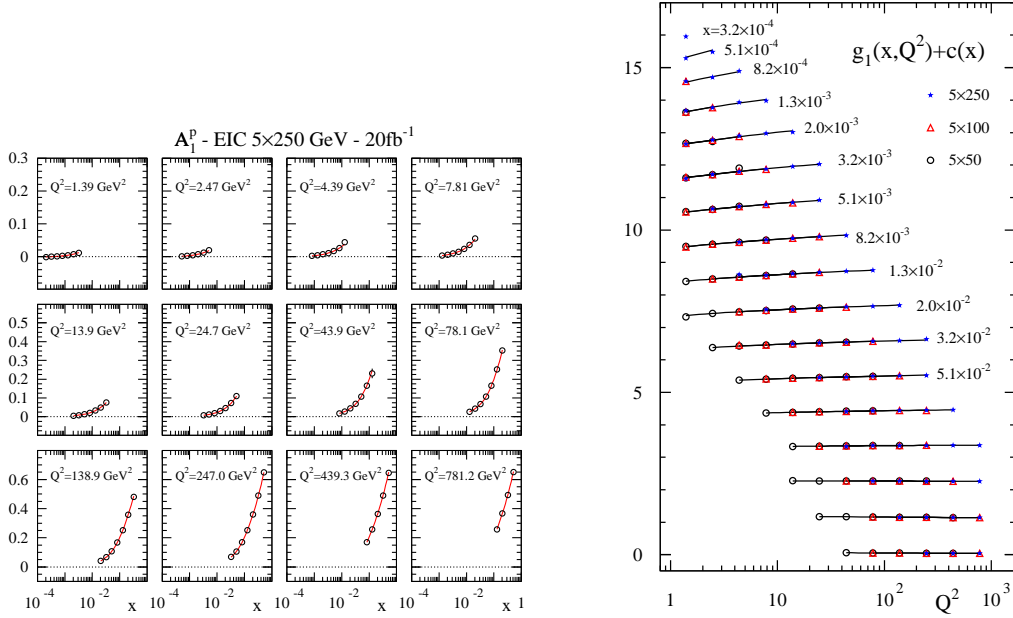 A₁ᵖ - EIC 5×250 GeV - 20fb⁻¹
0.3
0.2
0.1
0
Q²=1.39 GeV²
Q²=2.47 GeV²
Q²=4.39 GeV²
Q²=7.81 GeV²
0.5
0.4
0.3
0.2
0.1
0
Q²=13.9 GeV²
Q²=24.7 GeV²
Q²=43.9 GeV²
Q²=78.1 GeV²
0.6
0.4
0.2
0
Q²=138.9 GeV²
Q²=247.0 GeV²
Q²=439.3 GeV²
Q²=781.2 GeV²
10⁻⁴ 10⁻² x 10⁻⁴ 10⁻² x 10⁻⁴ 10⁻² x 10⁻⁴ 10⁻² x 1
g₁(x,Q²)+c(x)
5×250
5×100
5×50
x=3.2×10⁻⁴
5.1×10⁻⁴
8.2×10⁻⁴
1.3×10⁻³
2.0×10⁻³
3.2×10⁻³
5.1×10⁻³
8.2×10⁻³
1.3×10⁻²
2.0×10⁻²
3.2×10⁻²
5.1×10⁻²
15
10
5
0
1 10 10² 10³
Q²